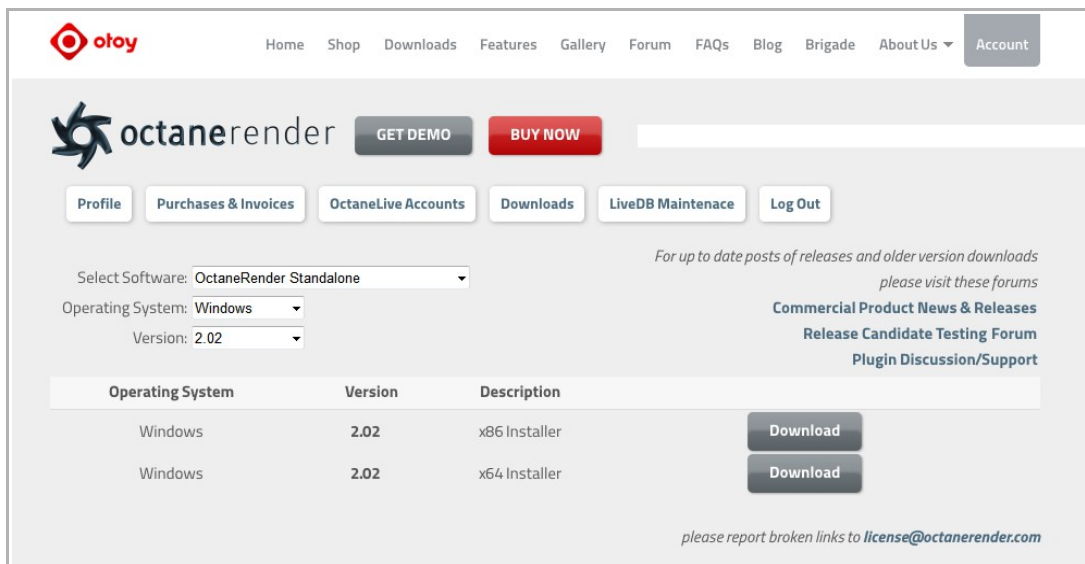 otoy
Home Shop Downloads Features Gallery Forum FAQs Blog Brigade About Us Account
octanerender GET DEMO BUY NOW
Profile Purchases & Invoices OctaneLive Accounts Downloads LiveDB Maintenace Log Out
For up to date posts of releases and older version downloads
please visit these forums
Commercial Product News & Releases
Release Candidate Testing Forum
Plugin Discussion/Support
Select Software: OctaneRender Standalone
Operating System: Windows
Version: 2.02
Operating System Version Description
Windows 2.02 x86 Installer Download
Windows 2.02 x64 Installer Download
please report broken links to license@octanerender.com